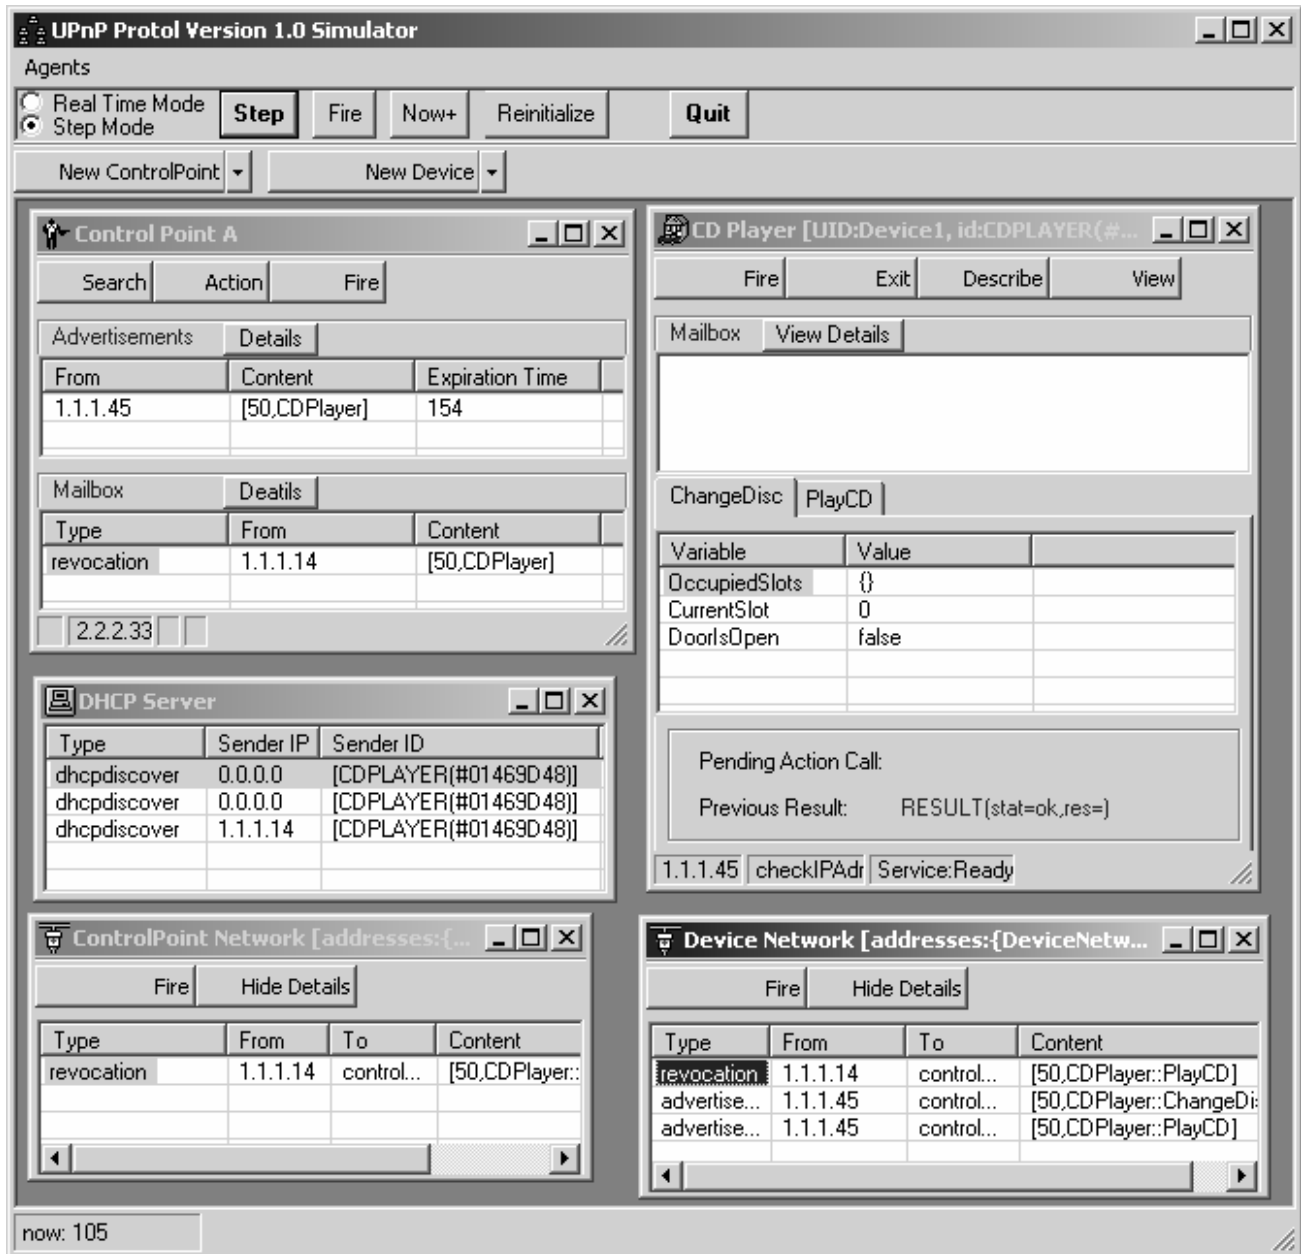 UPnP Protol Version 1.0 Simulator
Agents
Real Time Mode
Step Mode
Step Fire Now+ Reinitialize Quit
New ControlPoint New Device
Control Point A
Search Action Fire
Advertisements Details
From Content Expiration Time
1.1.1.45 [50,CDPlayer] 154
Mailbox Deatils
Type From Content
revocation 1.1.1.14 [50,CDPlayer]
2.2.2.33
CD Player [UID:Device1, id:CDPLAYER(#...
Fire Exit Describe View
Mailbox View Details
ChangeDisc PlayCD
Variable Value
OccupiedSlots {}
CurrentSlot 0
DoorIsOpen false
Pending Action Call:
Previous Result: RESULT(stat=ok,res=)
1.1.1.45 checkIPAdr Service:Ready
DHCP Server
Type Sender IP Sender ID
dhcpdiscover 0.0.0.0 [CDPLAYER(#01469D48)]
dhcpdiscover 0.0.0.0 [CDPLAYER(#01469D48)]
dhcpdiscover 1.1.1.14 [CDPLAYER(#01469D48)]
ControlPoint Network [addresses:{...
Fire Hide Details
Type From To Content
revocation 1.1.1.14 control... [50,CDPlayer::
Device Network [addresses:{DeviceNetw...
Fire Hide Details
Type From To Content
revocation 1.1.1.14 control... [50,CDPlayer::PlayCD]
advertise... 1.1.1.45 control... [50,CDPlayer::ChangeDi
advertise... 1.1.1.45 control... [50,CDPlayer::PlayCD]
now: 105